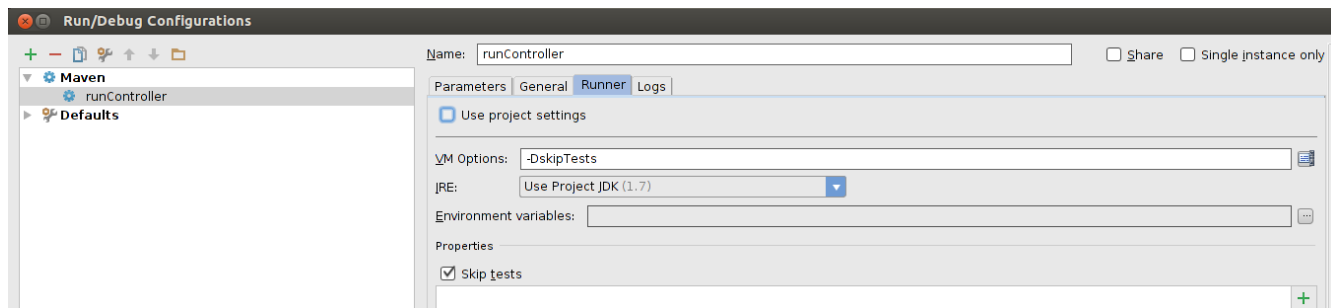 Run/Debug Configurations
Name: runController Share Single instance only
Maven
runController
Defaults
Parameters General Runner Logs
Use project settings
VM Options: -DskipTests
JRE: Use Project JDK (1.7)
Environment variables:
Properties
Skip tests